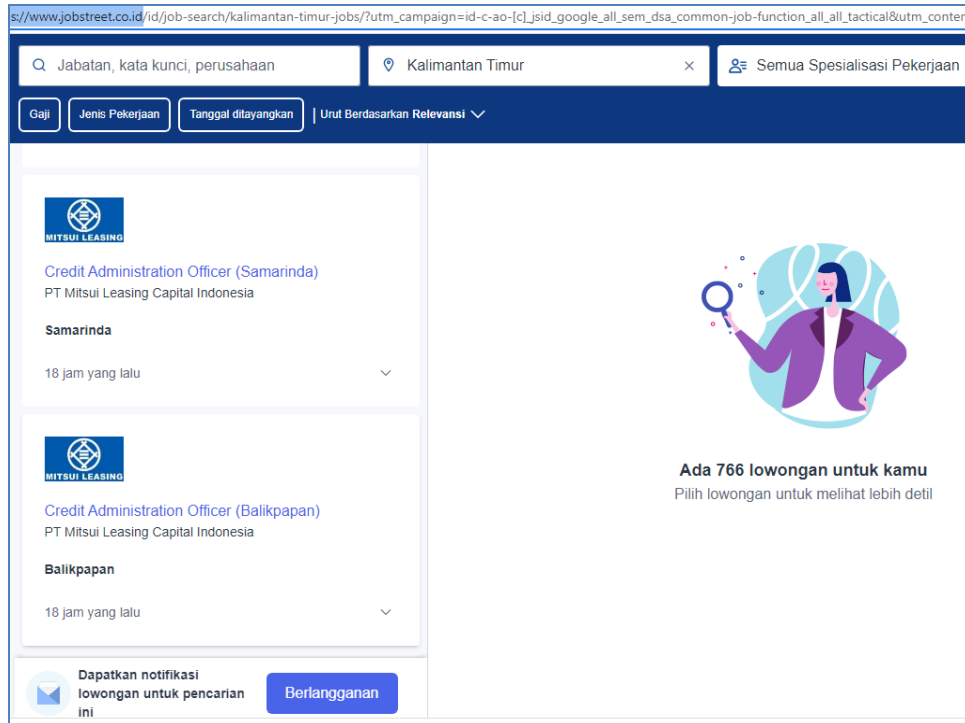 s://www.jobstreet.co.id/id/job-search/kalimantan-timur-jobs/?utm_campaign=id-c-ao-[c]_jsid_google_all_sem_dsa_common-job-function_all_all_tactical&utm_conten
Jabatan, kata kunci, perusahaan
Kalimantan Timur
Semua Spesialisasi Pekerjaan
Gaji
Jenis Pekerjaan
Tanggal ditayangkan
Urut Berdasarkan Relevansi
MITSUI LEASING
Credit Administration Officer (Samarinda)
PT Mitsui Leasing Capital Indonesia
Samarinda
18 jam yang lalu
MITSUI LEASING
Credit Administration Officer (Balikpapan)
PT Mitsui Leasing Capital Indonesia
Balikpapan
18 jam yang lalu
Dapatkan notifikasi
lowongan untuk pencarian
ini
Berlangganan
Ada 766 lowongan untuk kamu
Pilih lowongan untuk melihat lebih detil